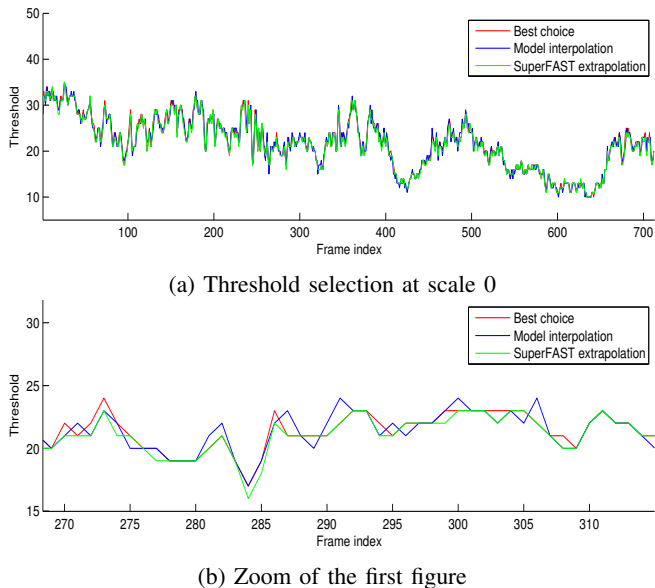 50
40
30
20
10
Threshold
Best choice
Model interpolation
SuperFAST extrapolation
100 200 300 400 500 600 700
Frame index
(a) Threshold selection at scale 0
30
25
20
15
Threshold
Best choice
Model interpolation
SuperFAST extrapolation
270 275 280 285 290 295 300 305 310
Frame index
(b) Zoom of the first figure